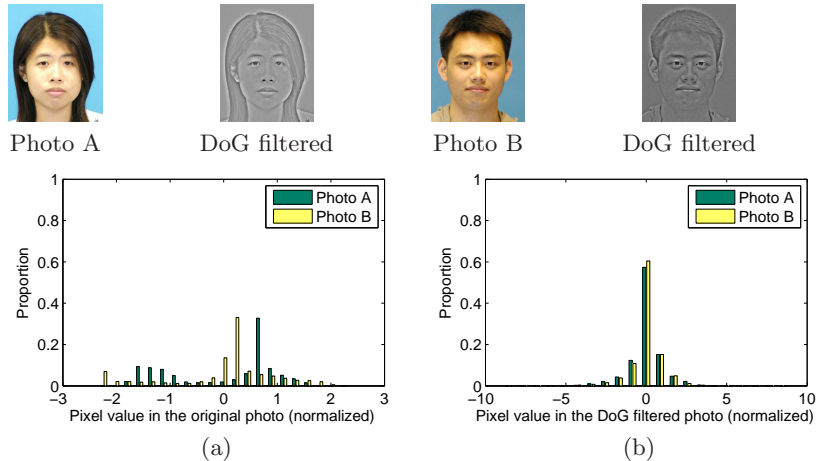 Photo A
DoG filtered
Photo B
DoG filtered
1
0.8
0.6
0.4
0.2
0
Proportion
Photo A
Photo B
−3
−2
−1
0
1
2
3
Pixel value in the original photo (normalized)
(a)
1
0.8
0.6
0.4
0.2
0
Proportion
Photo A
Photo B
−10
−5
0
5
10
Pixel value in the DoG filtered photo (normalized)
(b)